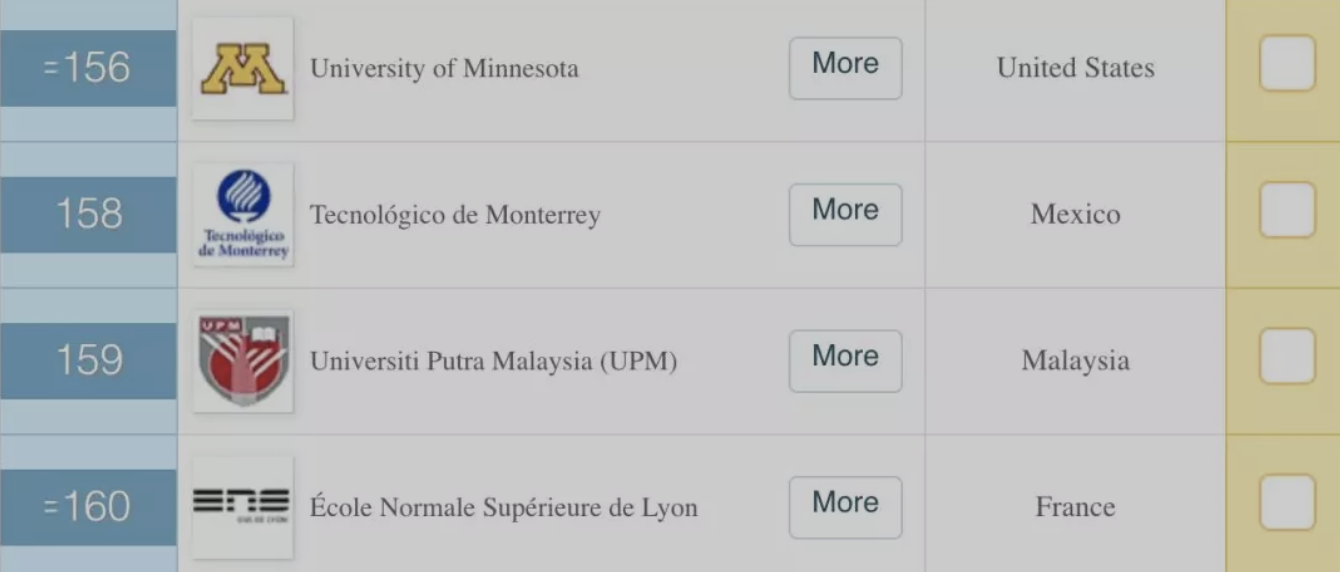 =156 University of Minnesota More United States
158 Tecnológico de Monterrey Tecnológico de Monterrey More Mexico
159 UPM Universiti Putra Malaysia (UPM) More Malaysia
=160 ens École Normale Supérieure de Lyon More France